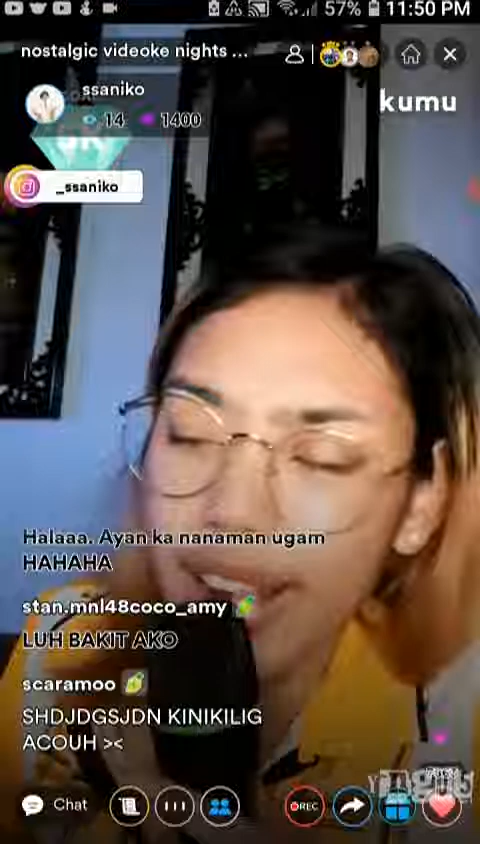 57% 11:50 PM
nostalgic videoke nights ...
ssaniko
14 1400
kumu
_ssaniko
Halaaa. Ayan ka nanaman ugam
HAHAHA
stan.mnl48coco_amy
LUH BAKIT AKO
scaramoo
SHDJDGSJDN KINIKILIG
ACOUH ><
Chat
REC